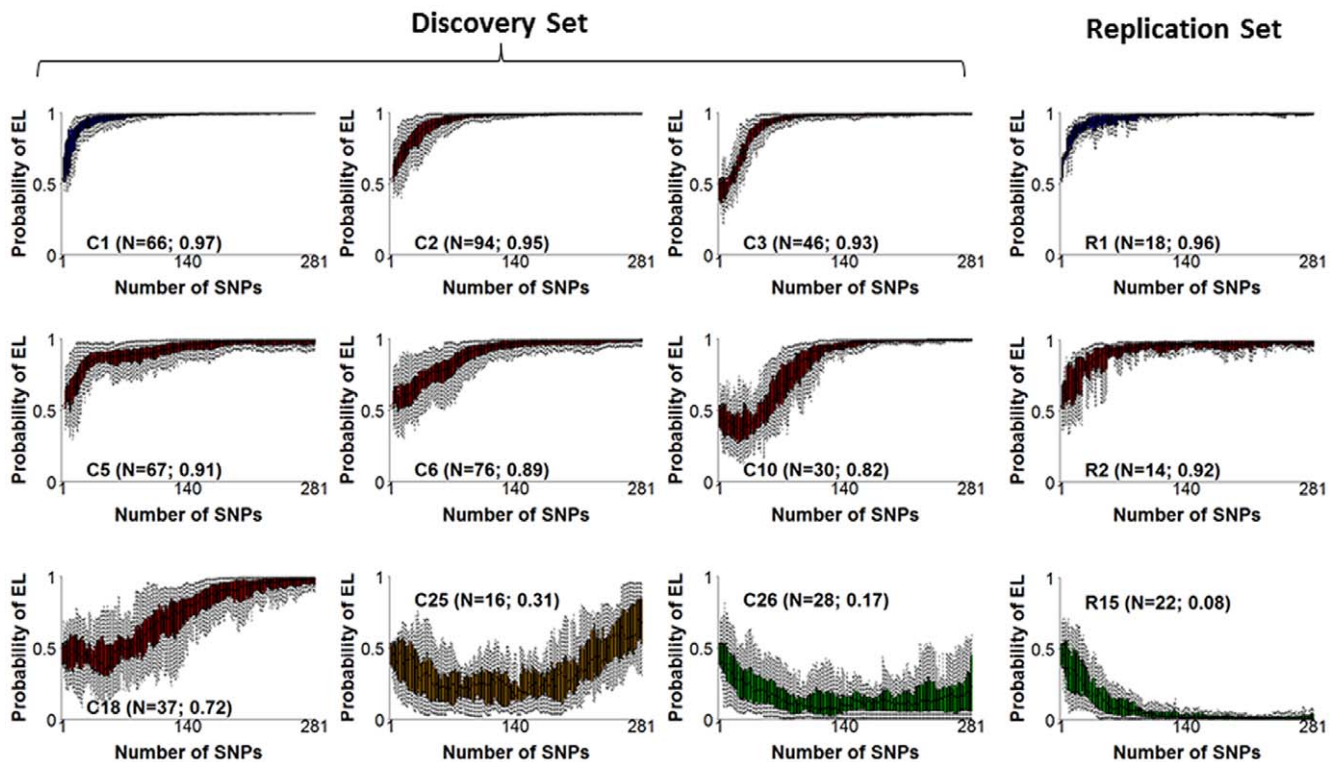 Discovery Set
Replication Set
Probability of EL
1
0.5
0
C1 (N=66; 0.97)
1
140
281
Number of SNPs
Probability of EL
1
0.5
0
C2 (N=94; 0.95)
1
140
281
Number of SNPs
Probability of EL
1
0.5
0
C3 (N=46; 0.93)
1
140
281
Number of SNPs
Probability of EL
1
0.5
0
R1 (N=18; 0.96)
1
140
281
Number of SNPs
Probability of EL
1
0.5
0
C5 (N=67; 0.91)
1
140
281
Number of SNPs
Probability of EL
1
0.5
0
C6 (N=76; 0.89)
1
140
281
Number of SNPs
Probability of EL
1
0.5
0
C10 (N=30; 0.82)
1
140
281
Number of SNPs
Probability of EL
1
0.5
0
R2 (N=14; 0.92)
1
140
281
Number of SNPs
Probability of EL
1
0.5
0
C18 (N=37; 0.72)
1
140
281
Number of SNPs
Probability of EL
1
0.5
0
C25 (N=16; 0.31)
1
140
281
Number of SNPs
Probability of EL
1
0.5
0
C26 (N=28; 0.17)
1
140
281
Number of SNPs
Probability of EL
1
0.5
0
R15 (N=22; 0.08)
1
140
281
Number of SNPs